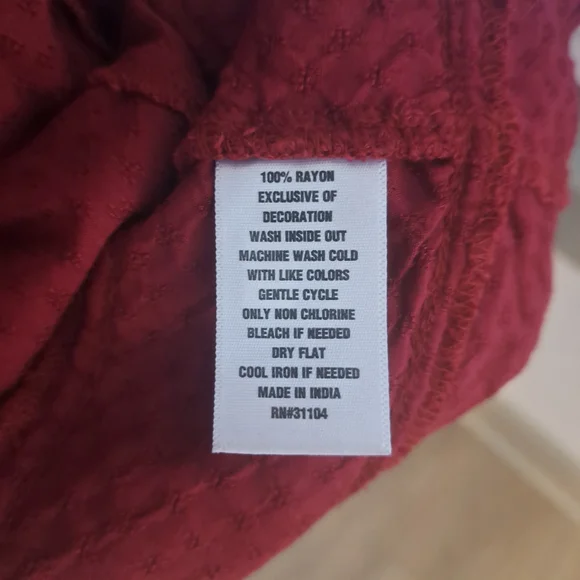 100% RAYON
EXCLUSIVE OF
DECORATION
WASH INSIDE OUT
MACHINE WASH COLD
WITH LIKE COLORS
GENTLE CYCLE
ONLY NON CHLORINE
BLEACH IF NEEDED
DRY FLAT
COOL IRON IF NEEDED
MADE IN INDIA
RN#31104